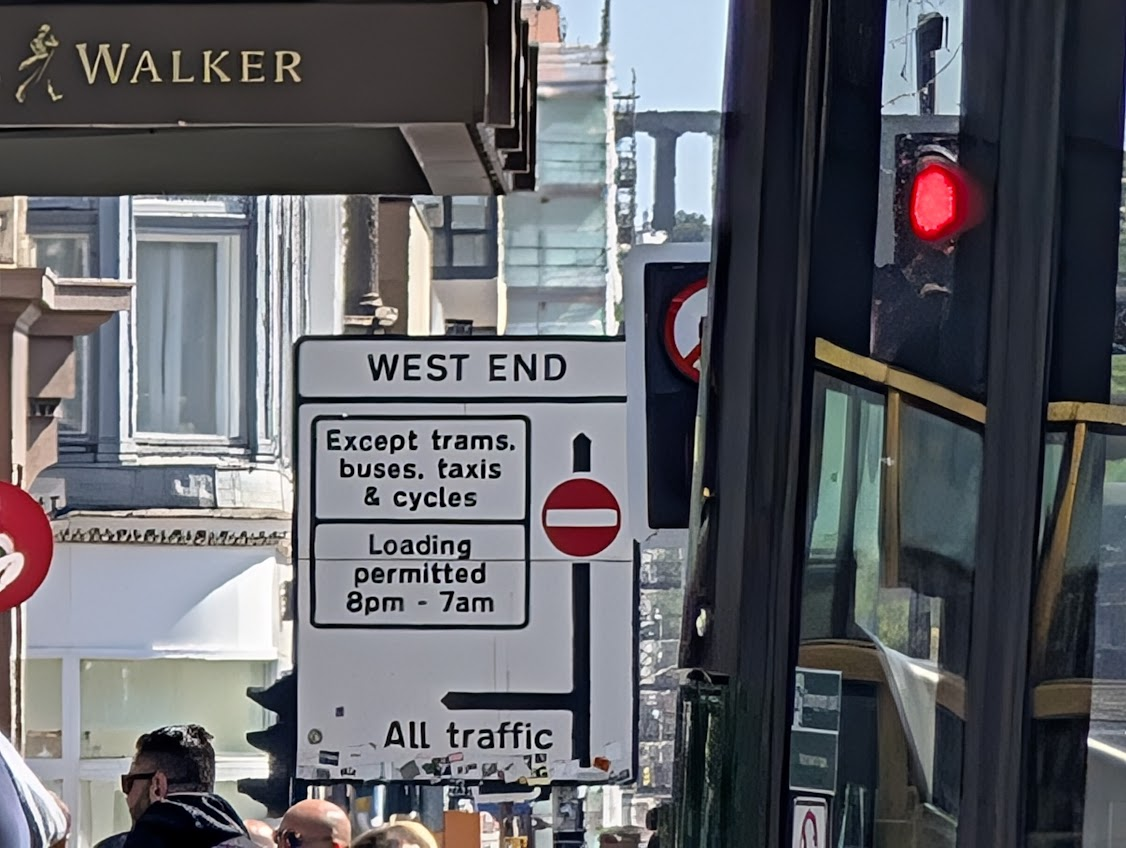 WALKER
WEST END
Except trams,
buses, taxis
& cycles
Loading
permitted
8pm - 7am
All traffic